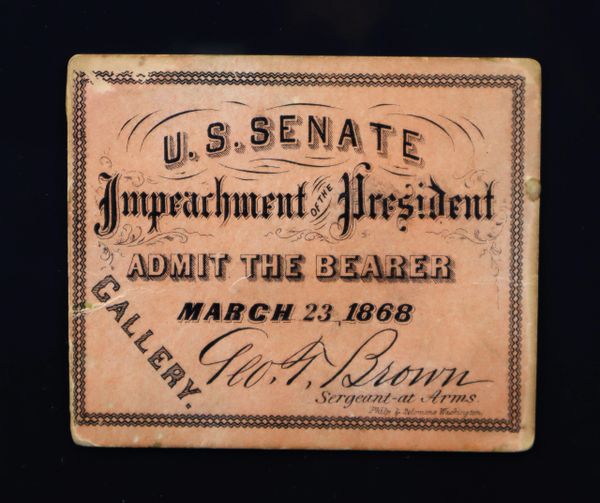 U. S. SENATE
Impeachment OF THE President
ADMIT THE BEARER
MARCH 23, 1868
GALLERY.
Geo. T. Brown
Sergeant-at Arms.
Philp & Solomons Washington.